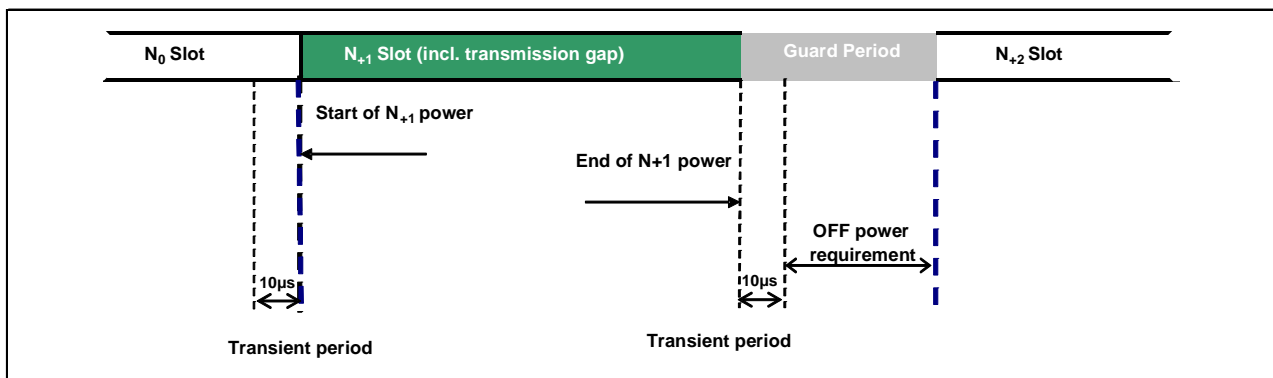 N0 Slot
N+1 Slot (incl. transmission gap)
Guard Period
N+2 Slot
Start of N+1 power
End of N+1 power
OFF power
requirement
10µs
10µs
Transient period
Transient period